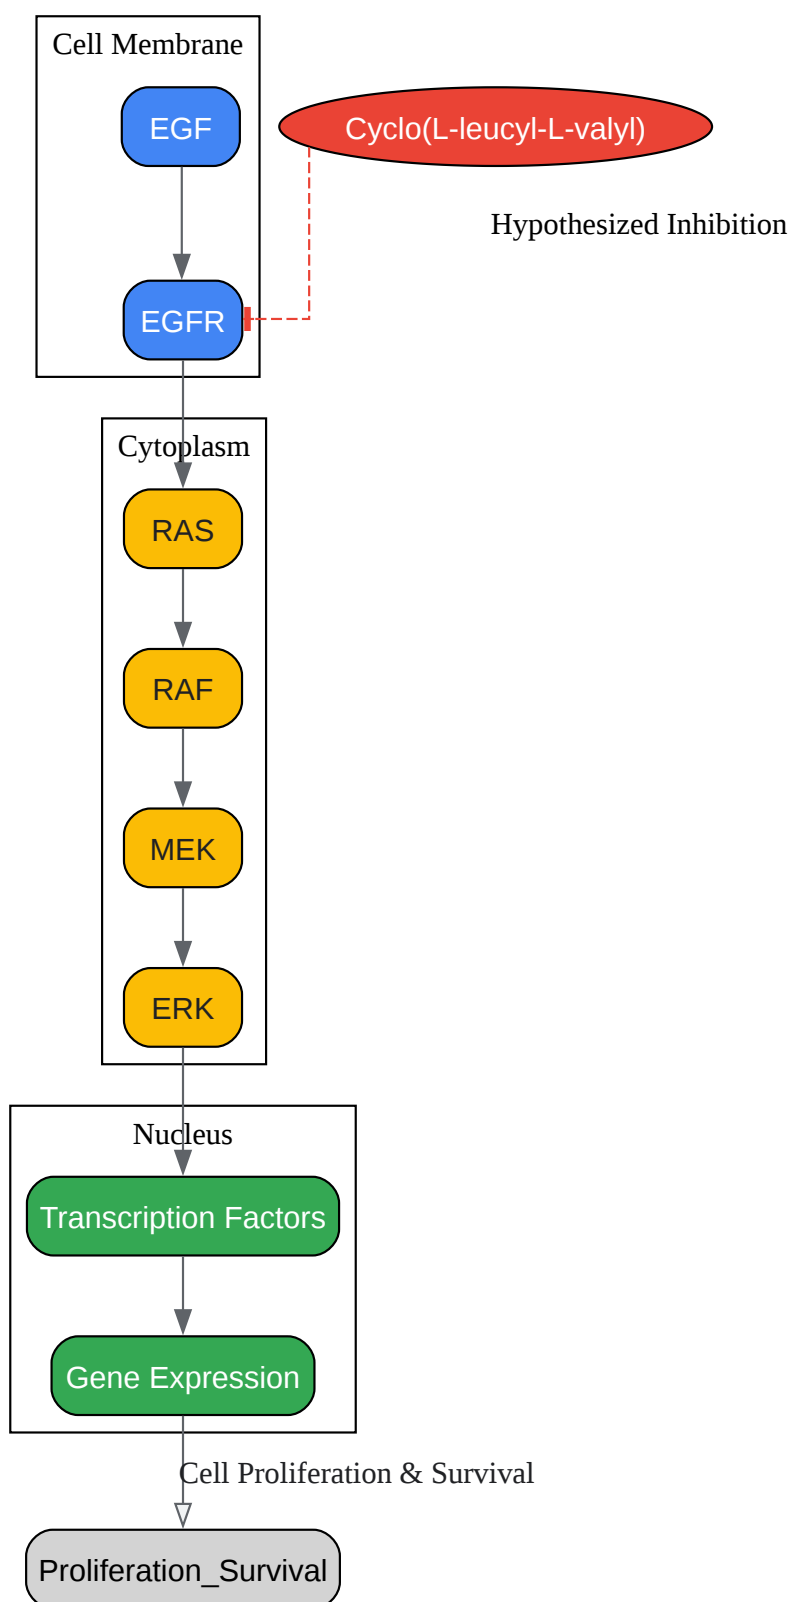 Cell Membrane
EGF
Cyclo(L-leucyl-L-valyl)
Hypothesized Inhibition
EGFR
Cytoplasm
RAS
RAF
MEK
ERK
Nucleus
Transcription Factors
Gene Expression
Cell Proliferation & Survival
Proliferation_Survival